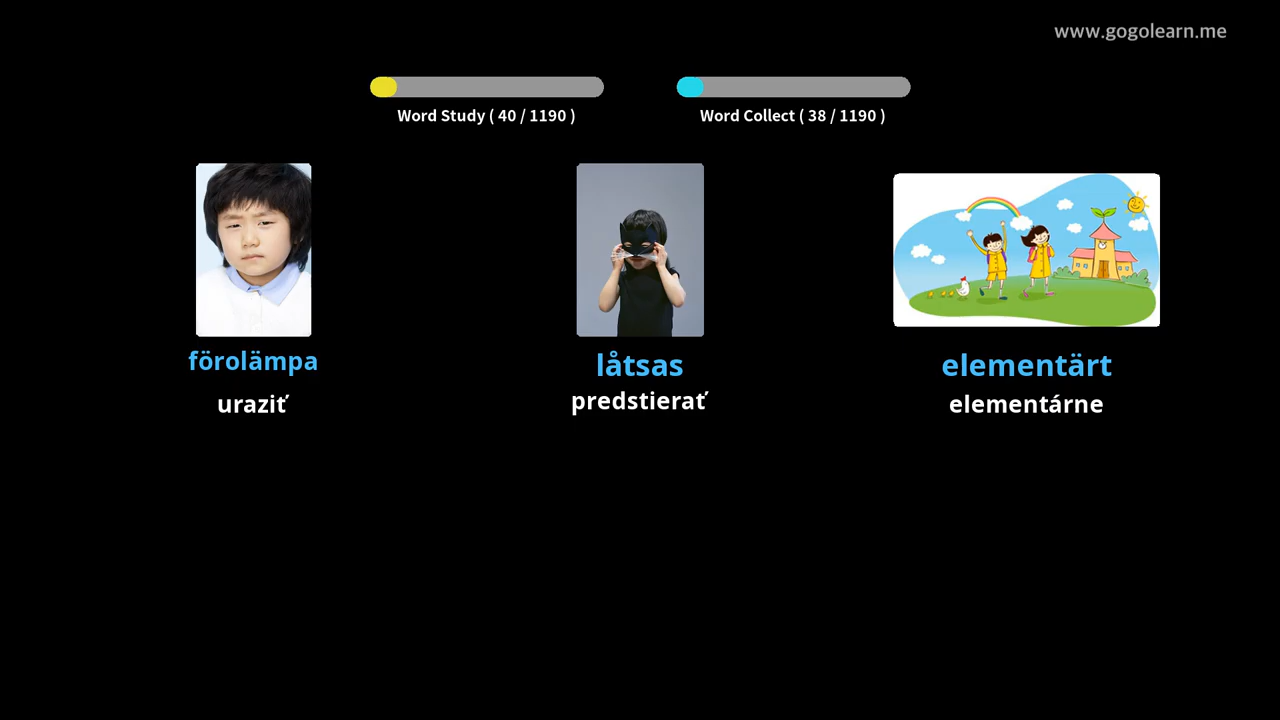 www.gogolearn.me
Word Study ( 40 / 1190 )
Word Collect ( 38 / 1190 )
förolämpa
låtsas
elementärt
uraziť
predstierať
elementárne